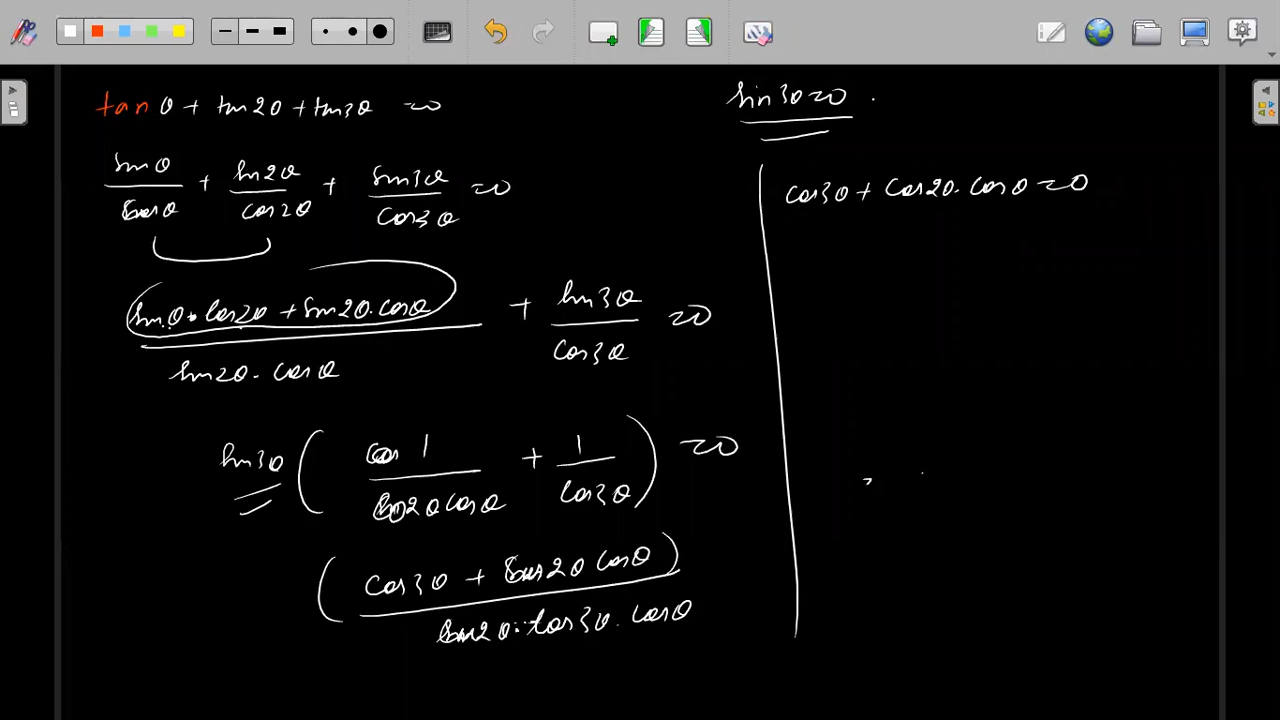 tan θ + tan 2θ + tan 3θ = 0
sin θ / cos θ + sin 2θ / cos 2θ + sin 3θ / cos 3θ = 0
sin θ · cos 2θ + sin 2θ · cos θ / sin 2θ · cos θ + sin 3θ / cos 3θ = 0
sin 3θ ( 1 / cos 2θ cos θ + 1 / cos 3θ ) = 0
( cos 3θ + cos 2θ cos θ ) / cos 2θ · cos 3θ · cos θ
sin 3θ = 0 .
cos 3θ + cos 2θ · cos θ = 0